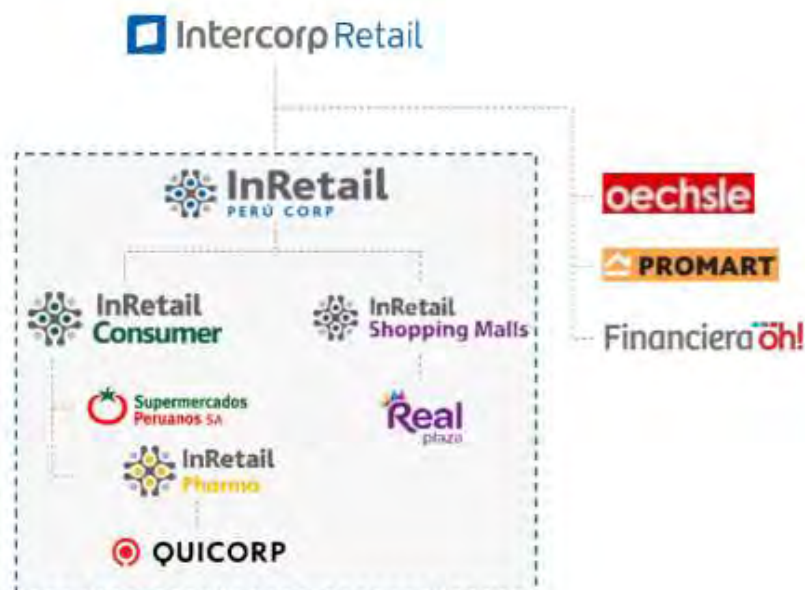 Intercorp Retail
InRetail
PERÚ CORP
oechsle
PROMART
Financiera oh!
InRetail
Consumer
InRetail
Shopping Malls
Supermercados
Peruanos SA
Real
plaza
InRetail
Pharma
QUICORP